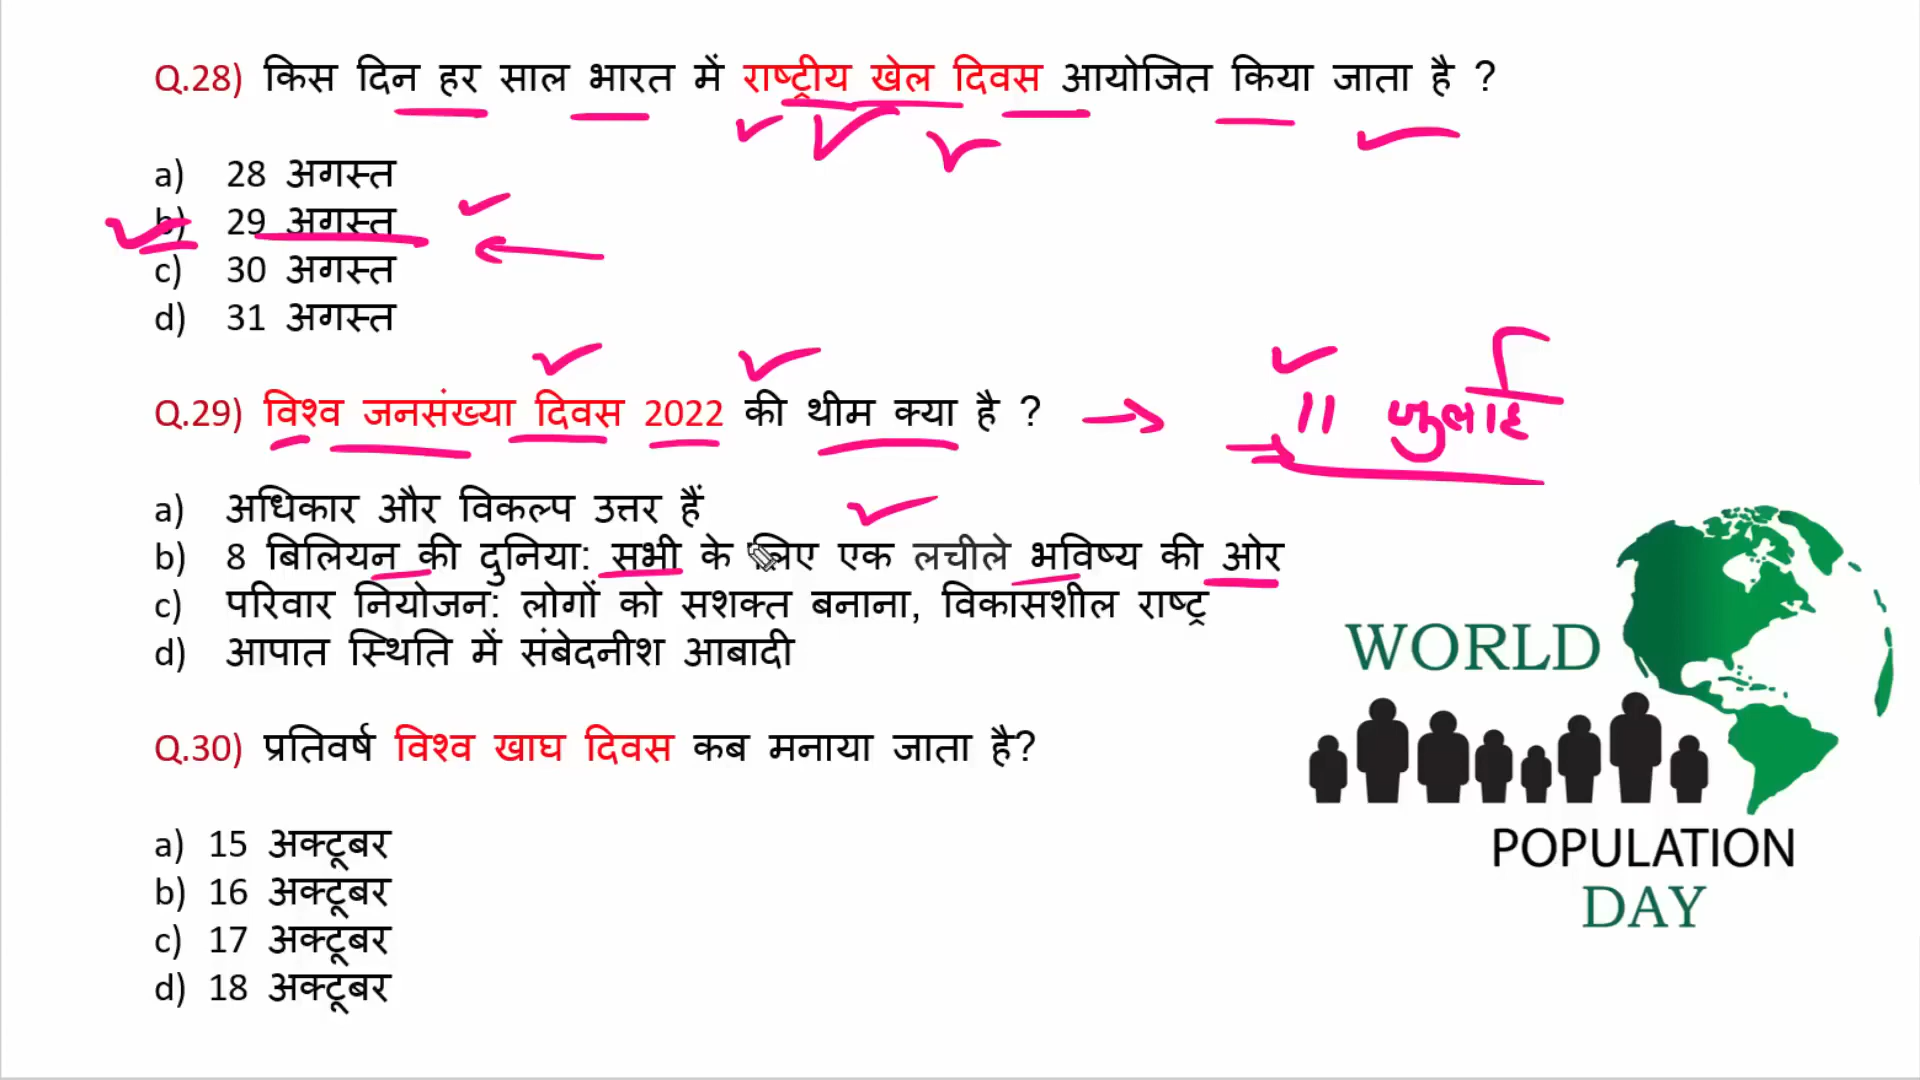 Q.28) किस दिन हर साल भारत में राष्ट्रीय खेल दिवस आयोजित किया जाता है ?
a) 28 अगस्त
b) 29 अगस्त
c) 30 अगस्त
d) 31 अगस्त
Q.29) विश्व जनसंख्या दिवस 2022 की थीम क्या है ?
11 जुलाई
a) अधिकार और विकल्प उत्तर हैं
b) 8 बिलियन की दुनिया: सभी के लिए एक लचीले भविष्य की ओर
c) परिवार नियोजन: लोगों को सशक्त बनाना, विकासशील राष्ट्र
d) आपात स्थिति में संबेदनीश आबादी
WORLD
POPULATION
DAY
Q.30) प्रतिवर्ष विश्व खाघ दिवस कब मनाया जाता है?
a) 15 अक्टूबर
b) 16 अक्टूबर
c) 17 अक्टूबर
d) 18 अक्टूबर